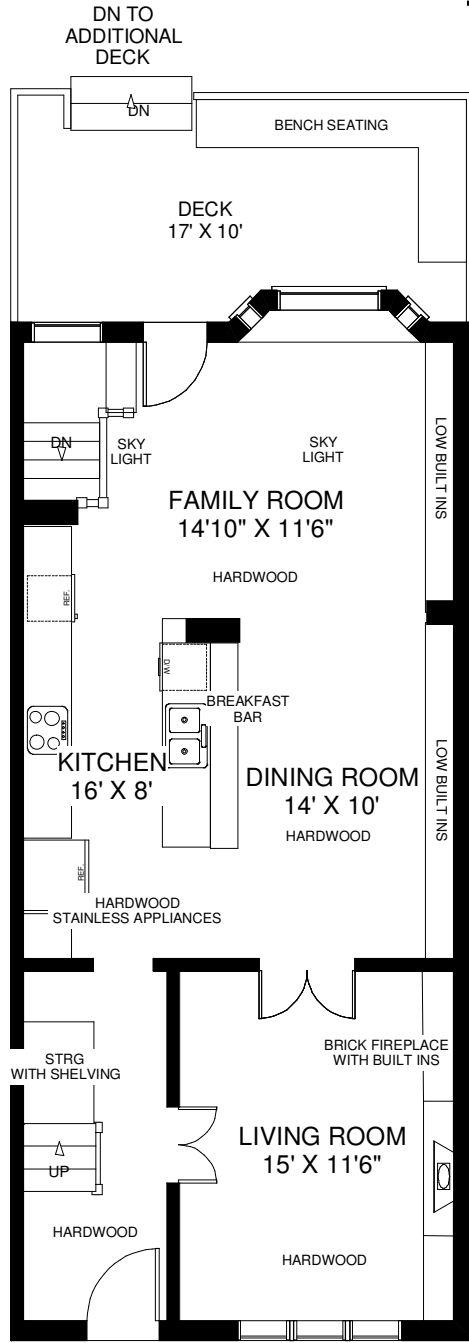 DN TO
ADDITIONAL
DECK
DN
BENCH SEATING
DECK
17' X 10'
DN
SKY
LIGHT
SKY
LIGHT
LOW BUILT INS
FAMILY ROOM
14'10" X 11'6"
HARDWOOD
REF.
D/W
BREAKFAST
BAR
KITCHEN
16' X 8'
DINING ROOM
14' X 10'
HARDWOOD
LOW BUILT INS
REF.
HARDWOOD
STAINLESS APPLIANCES
STRG
WITH SHELVING
BRICK FIREPLACE
WITH BUILT INS
UP
LIVING ROOM
15' X 11'6"
HARDWOOD
HARDWOOD